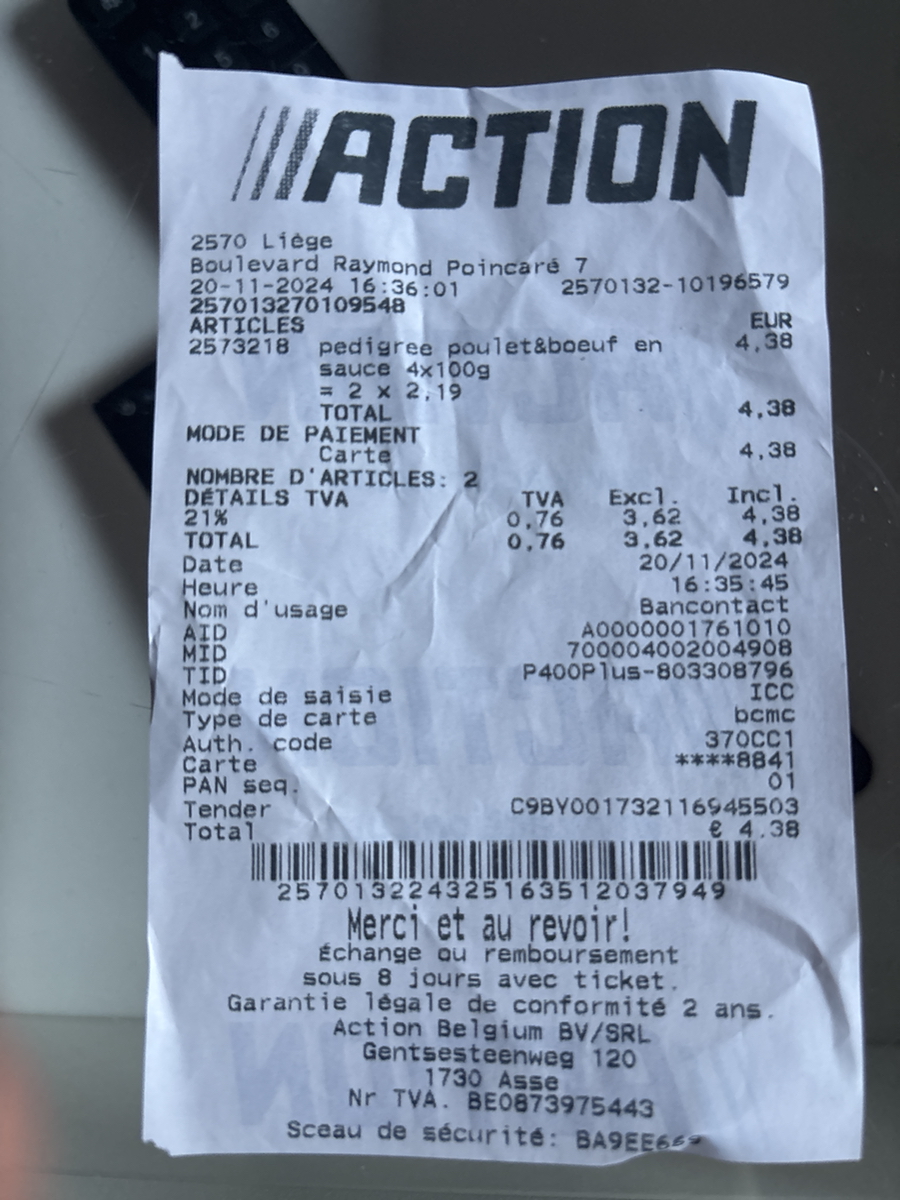 ACTION
2570 Liège
Boulevard Raymond Poincaré 7
20-11-2024 16:36:01 2570132-10196579
257013270109548
ARTICLES EUR
2573218 pedigree poulet&boeuf en 4,38
sauce 4x100g
= 2 x 2,19
TOTAL 4,38
MODE DE PAIEMENT
Carte 4,38
NOMBRE D'ARTICLES: 2
DÉTAILS TVA TVA Excl. Incl.
21% 0,76 3,62 4,38
TOTAL 0,76 3,62 4,38
Date 20/11/2024
Heure 16:35:45
Nom d'usage Bancontact
AID A0000001761010
MID 700004002004908
TID P400Plus-803308796
Mode de saisie ICC
Type de carte bcmc
Auth. code 370CC1
Carte ****8841
PAN seq. 01
Tender C9BY001732116945503
Total € 4.38
257013224325163512037949
Merci et au revoir!
Échange ou remboursement
sous 8 jours avec ticket.
Garantie légale de conformité 2 ans.
Action Belgium BV/SRL
Gentsesteenweg 120
1730 Asse
Nr TVA. BE0873975443
Sceau de sécurité: